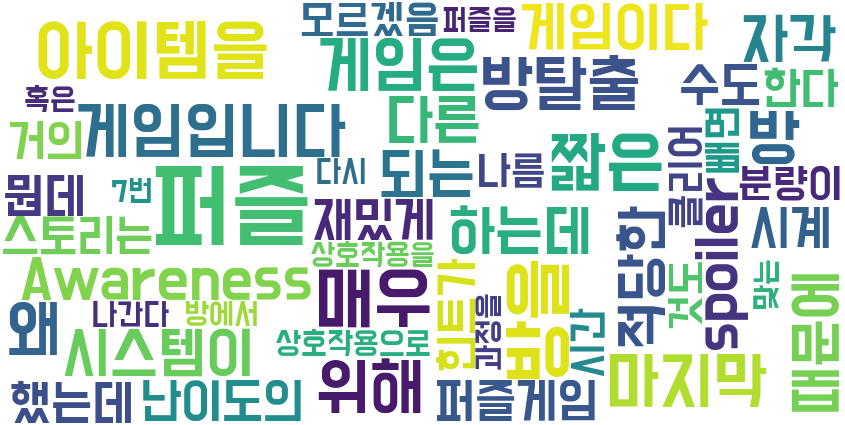 아이템을
모르겠음
퍼즐을
게임이다
자각
게임은
방탈출
수도
한다
혹은
게임입니다
다른
뻐범
방
거의
다시
되는
나름
짧은
클리어
뭔데
7번
퍼즐
재밌게
하는데
적당한
spoiler
분량이
시계
스토리는
상호작용을
Awareness
매우
힌트가
방을
것도
맞는
때문에
왜
나간다
방에서
과정을
시간
시스템이
상호작용으로
위해
마지막
했는데
난이도의
퍼즐게임